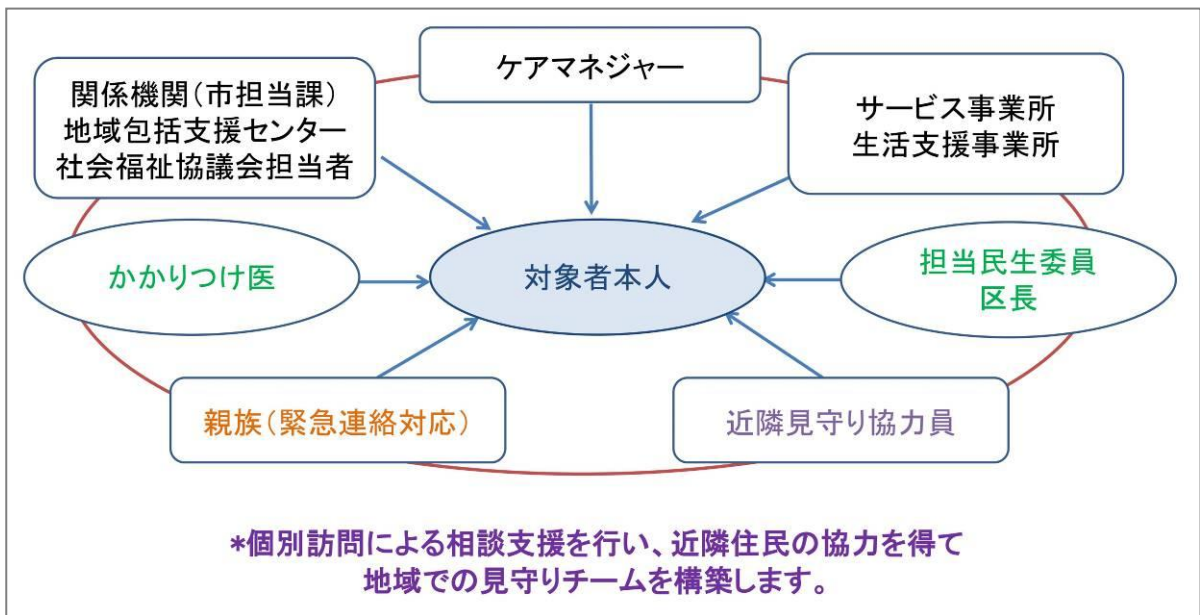 ケアマネジャー
関係機関(市担当課)
地域包括支援センター
社会福祉協議会担当者
サービス事業所
生活支援事業所
かかりつけ医
対象者本人
担当民生委員
区長
親族(緊急連絡対応)
近隣見守り協力員
*個別訪問による相談支援を行い、近隣住民の協力を得て
地域での見守りチームを構築します。